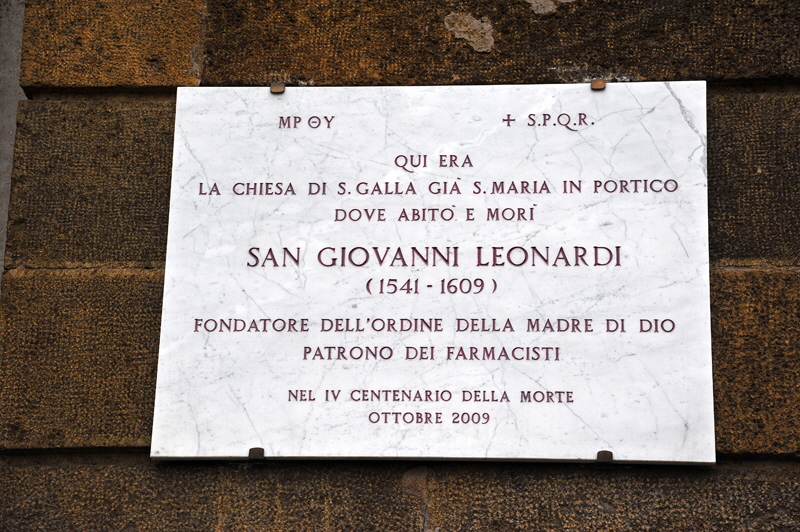 ΜΡ ΘΥ + S.P.Q.R.
QUI ERA
LA CHIESA DI S. GALLA GIÀ S. MARIA IN PORTICO
DOVE ABITÒ E MORÌ
SAN GIOVANNI LEONARDI
(1541 - 1609)
FONDATORE DELL'ORDINE DELLA MADRE DI DIO
PATRONO DEI FARMACISTI
NEL IV CENTENARIO DELLA MORTE
OTTOBRE 2009